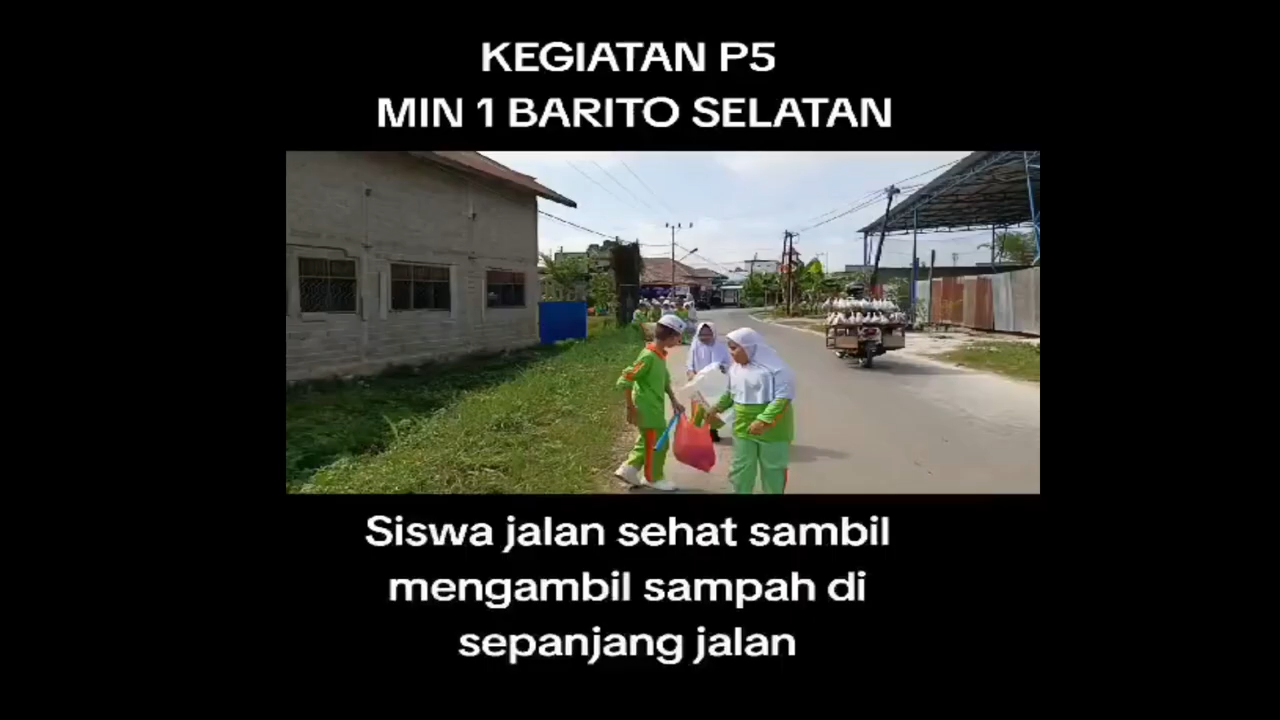 KEGIATAN P5
MIN 1 BARITO SELATAN
Siswa jalan sehat sambil
mengambil sampah di
sepanjang jalan